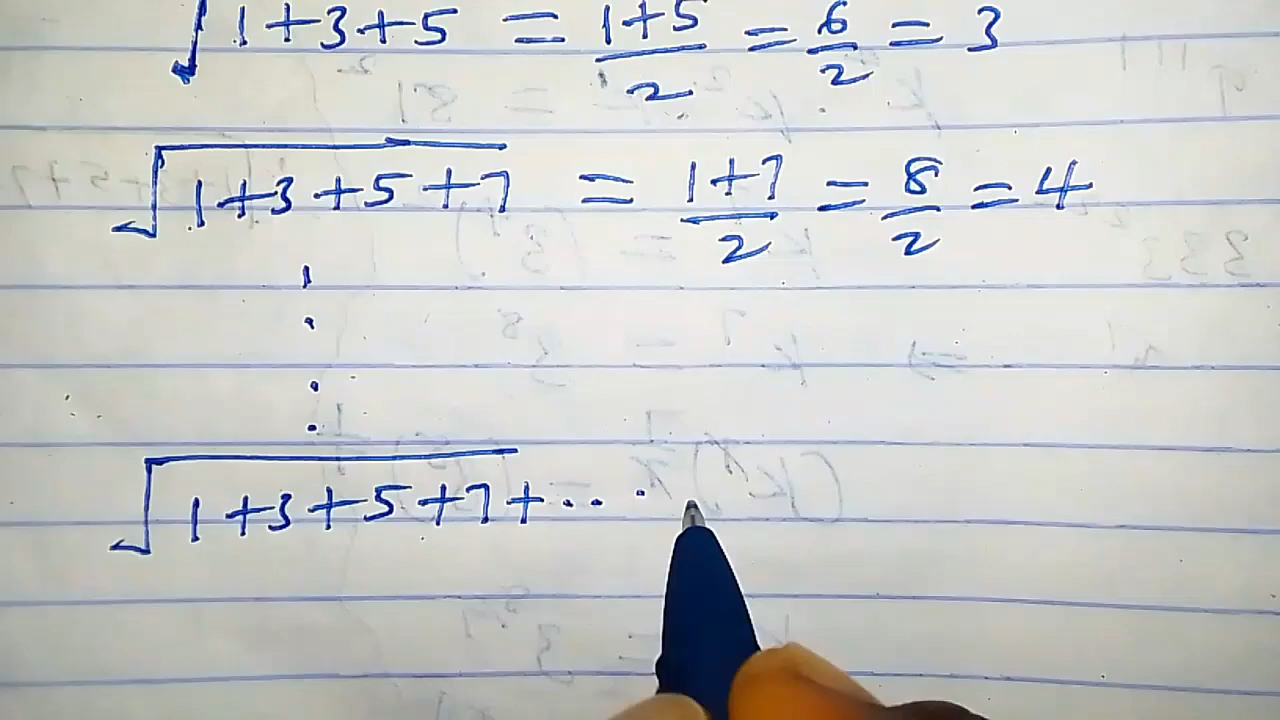 √1+3+5 = (1+5)/2 = 6/2 = 3
√1+3+5+7 = (1+7)/2 = 8/2 = 4
√1+3+5+7+...